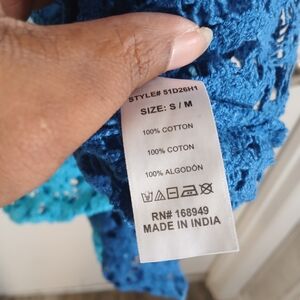 STYLE# 51D26H1
SIZE: S / M
100% COTTON
100% COTON
100% ALGODÓN
RN# 168949
MADE IN INDIA